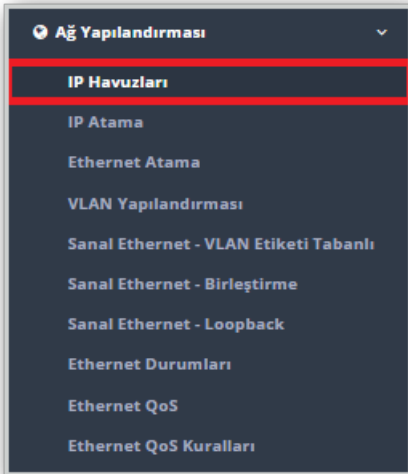 Ağ Yapılandırması
IP Havuzları
IP Atama
Ethernet Atama
VLAN Yapılandırması
Sanal Ethernet - VLAN Etiketi Tabanlı
Sanal Ethernet - Birleştirme
Sanal Ethernet - Loopback
Ethernet Durumları
Ethernet QoS
Ethernet QoS Kuralları